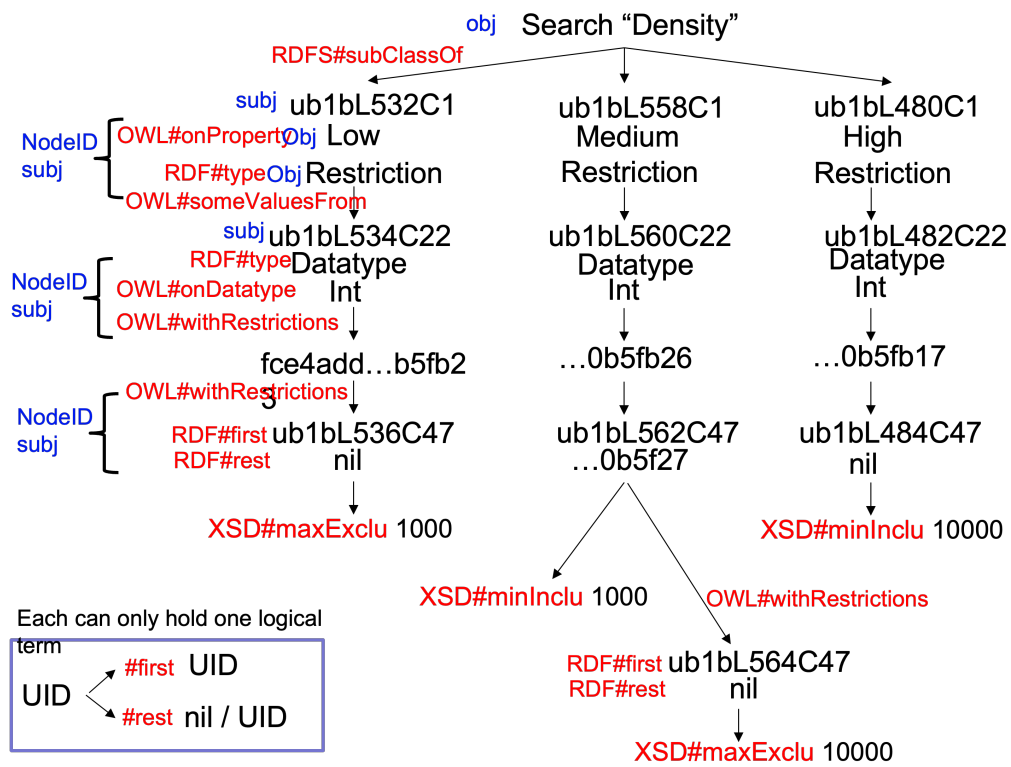 obj Search “Density”
RDFS#subClassOf
subj ub1bL532C1 ub1bL558C1 ub1bL480C1
NodeID OWL#onProperty Obj Low Medium High
subj RDF#type Obj Restriction Restriction Restriction
OWL#someValuesFrom
subj ub1bL534C22 ub1bL560C22 ub1bL482C22
RDF#type Datatype Datatype Datatype
NodeID OWL#onDatatype Int Int Int
subj OWL#withRestrictions
fce4add…b5fb2 …0b5fb26 …0b5fb17
3
OWL#withRestrictions
NodeID RDF#first ub1bL536C47 ub1bL562C47 ub1bL484C47
subj RDF#rest nil …0b5f27 nil
XSD#maxExclu 1000 XSD#minInclu 10000
XSD#minInclu 1000 OWL#withRestrictions
Each can only hold one logical
term
RDF#first ub1bL564C47
RDF#rest nil
#first UID
UID
#rest nil / UID
XSD#maxExclu 10000